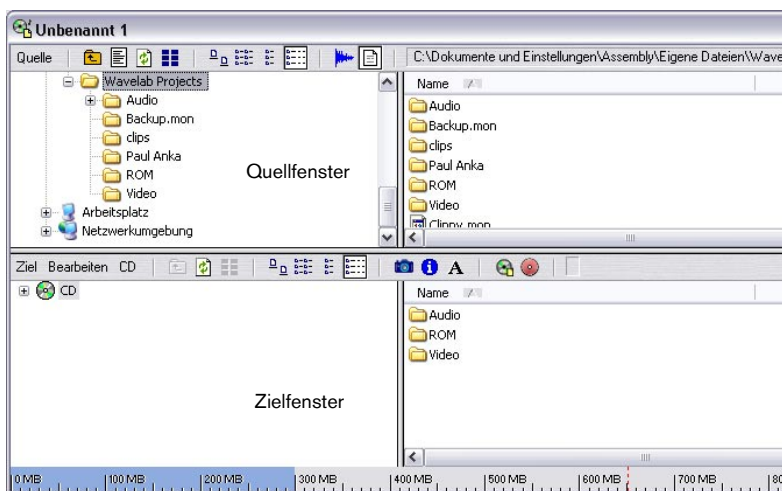 Unbenannt 1
Quelle
C:\Dokumente und Einstellungen\Assembly\Eigene Dateien\Wave
Wavelab Projects
Audio
Backup.mon
clips
Paul Anka
ROM
Video
Arbeitsplatz
Netzwerkumgebung
Quellfenster
Name
Audio
Backup.mon
clips
Paul Anka
ROM
Video
Clippy.mon
Ziel Bearbeiten CD
A
CD
Zielfenster
Name
Audio
ROM
Video
0 MB 100 MB 200 MB 300 MB 400 MB 500 MB 600 MB 700 MB